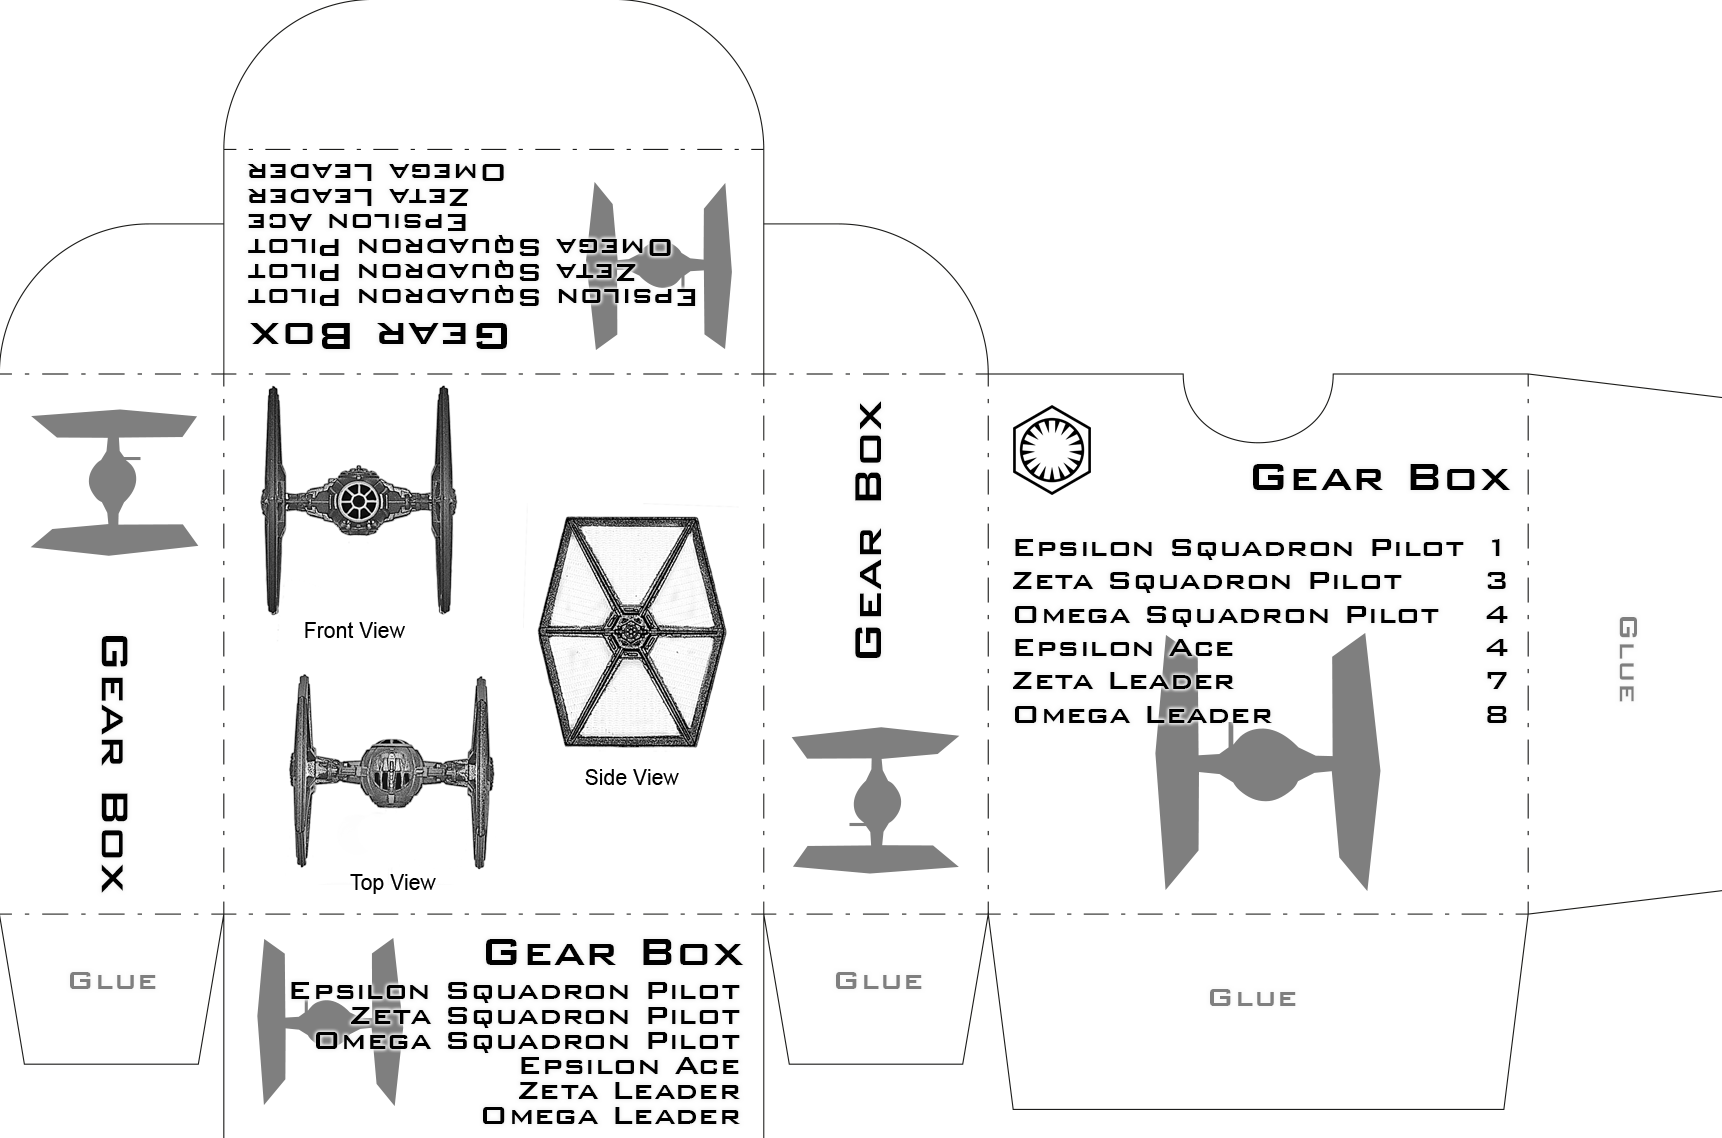 Omega Leader
Zeta Leader
Epsilon Ace
Omega Squadron Pilot
Zeta Squadron Pilot
Epsilon Squadron Pilot
Gear Box
Gear Box
Front View
Top View
Side View
Gear Box
Gear Box
Epsilon Squadron Pilot 1
Zeta Squadron Pilot 3
Omega Squadron Pilot 4
Epsilon Ace 4
Zeta Leader 7
Omega Leader 8
Glue
Glue
Gear Box
Epsilon Squadron Pilot
Zeta Squadron Pilot
Omega Squadron Pilot
Epsilon Ace
Zeta Leader
Omega Leader
Glue
Glue